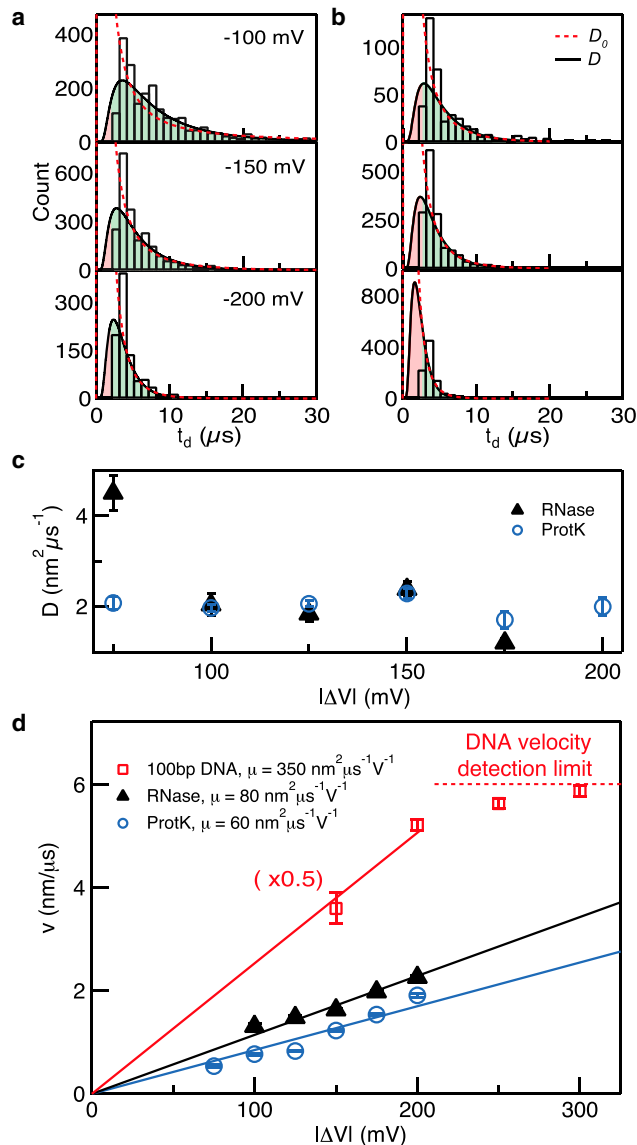 a
b
400
200
0
-100 mV
100
50
0
D₀
D
Count
600
300
0
-150 mV
500
250
0
300
150
0
-200 mV
800
400
0
0 10 20 30
0 10 20 30
t_d (µs)
t_d (µs)
c
D (nm²µs⁻¹)
4
2
RNase
ProtK
100 150 200
|ΔV| (mV)
d
v (nm/µs)
6
4
2
0
100bp DNA, µ = 350 nm²µs⁻¹V⁻¹
RNase, µ = 80 nm²µs⁻¹V⁻¹
ProtK, µ = 60 nm²µs⁻¹V⁻¹
DNA velocity
detection limit
( x0.5)
0 100 200 300
|ΔV| (mV)